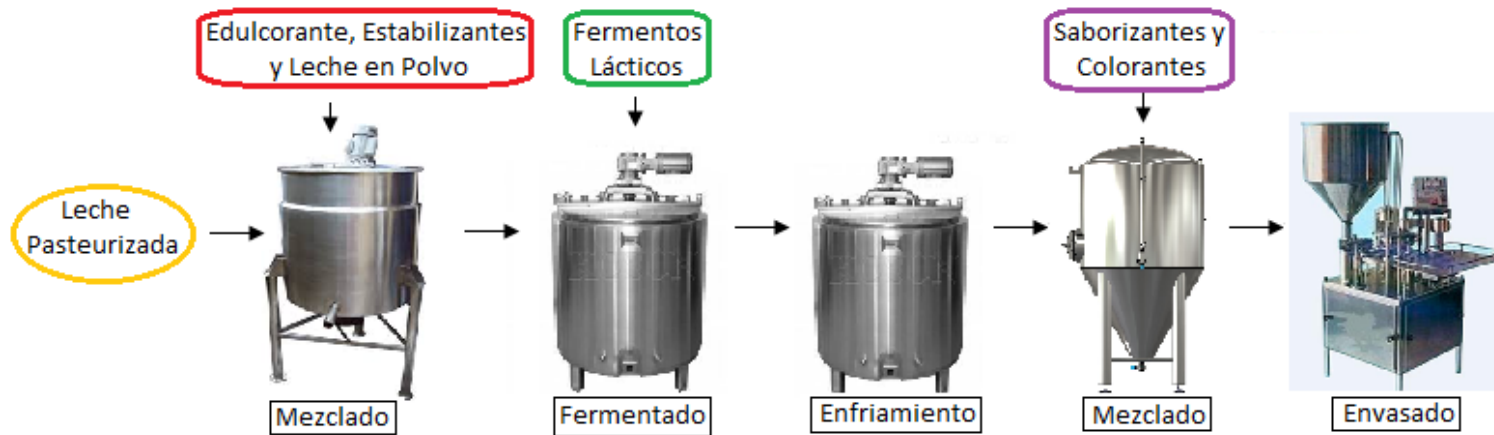 Edulcorante, Estabilizantes
y Leche en Polvo
Fermentos
Lácticos
Saborizantes y
Colorantes
Leche
Pasteurizada
Mezclado
Fermentado
Enfriamiento
Mezclado
Envasado